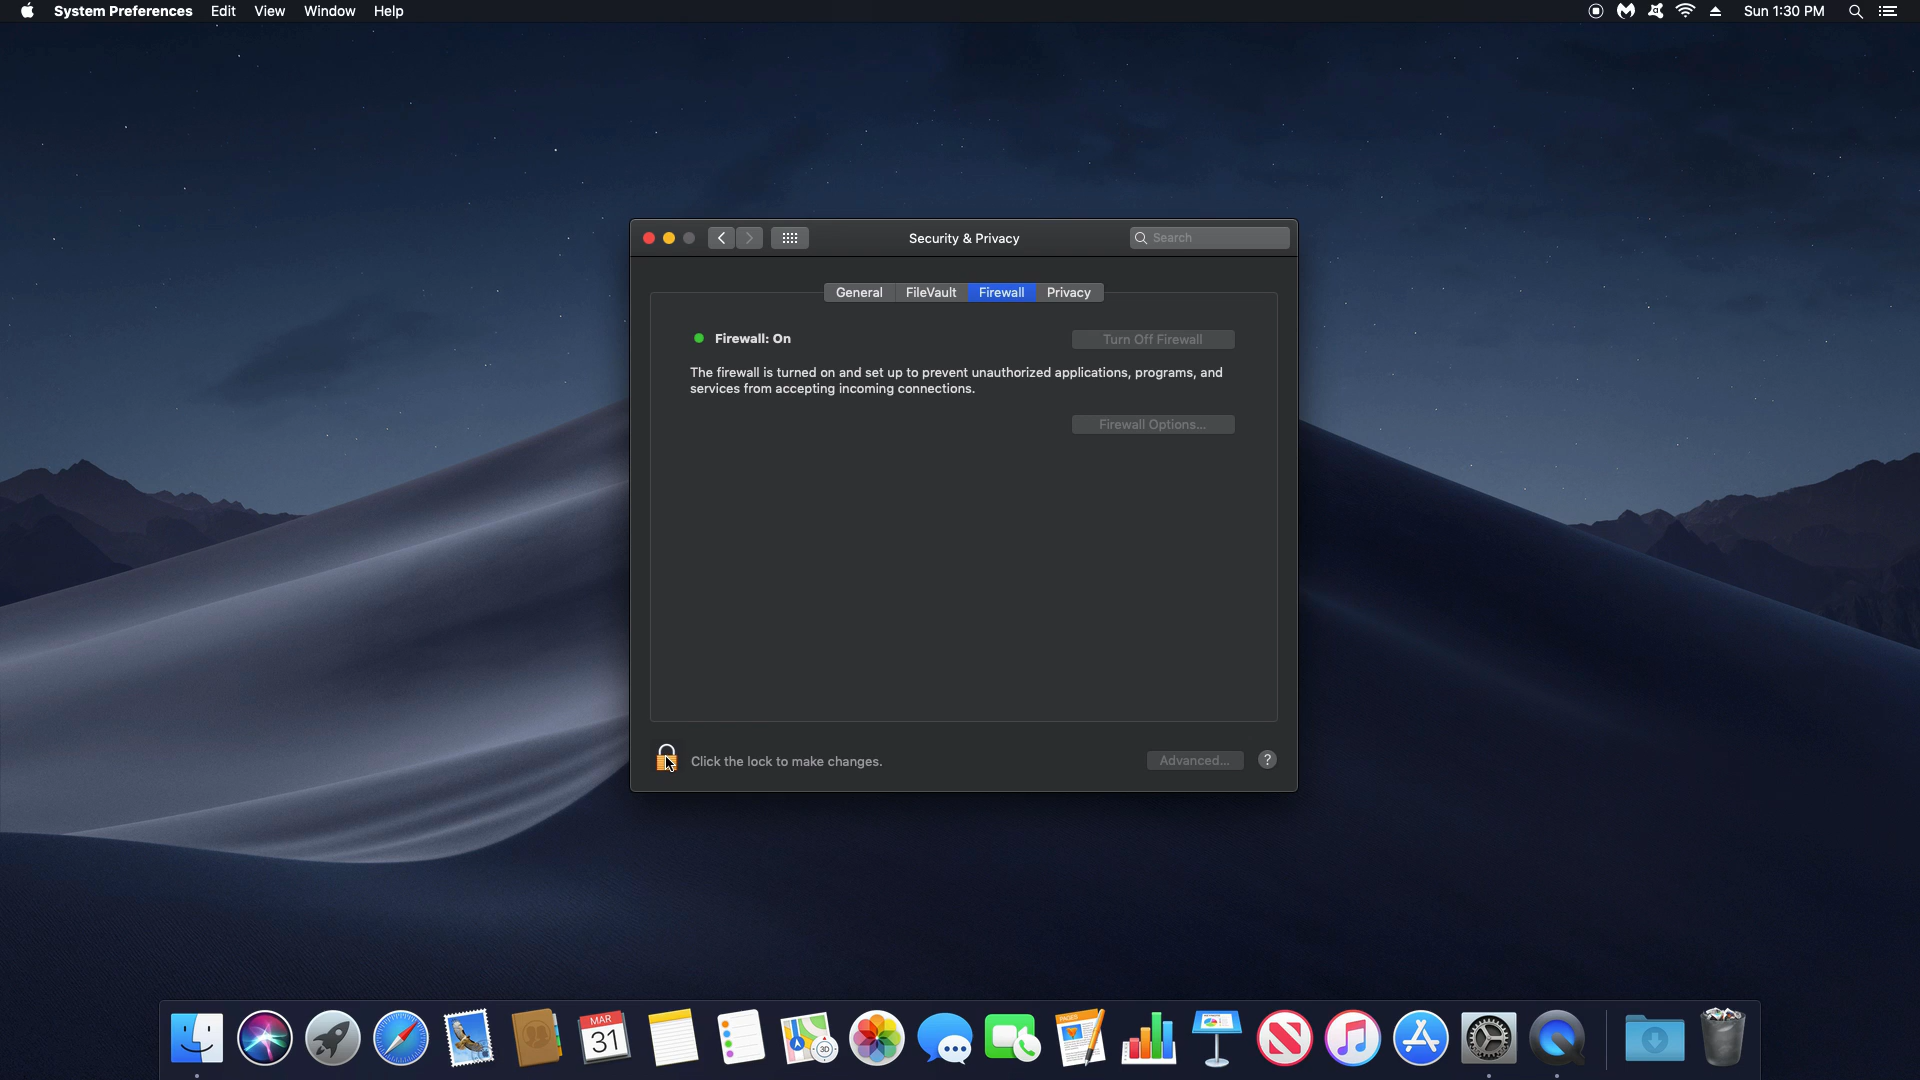 System Preferences Edit View Window Help Sun 1:30 PM
Security & Privacy Search
General FileVault Firewall Privacy
Firewall: On Turn Off Firewall
The firewall is turned on and set up to prevent unauthorized applications, programs, and
services from accepting incoming connections.
Firewall Options...
Click the lock to make changes. Advanced... ?
MAR
31
PAGES
3D